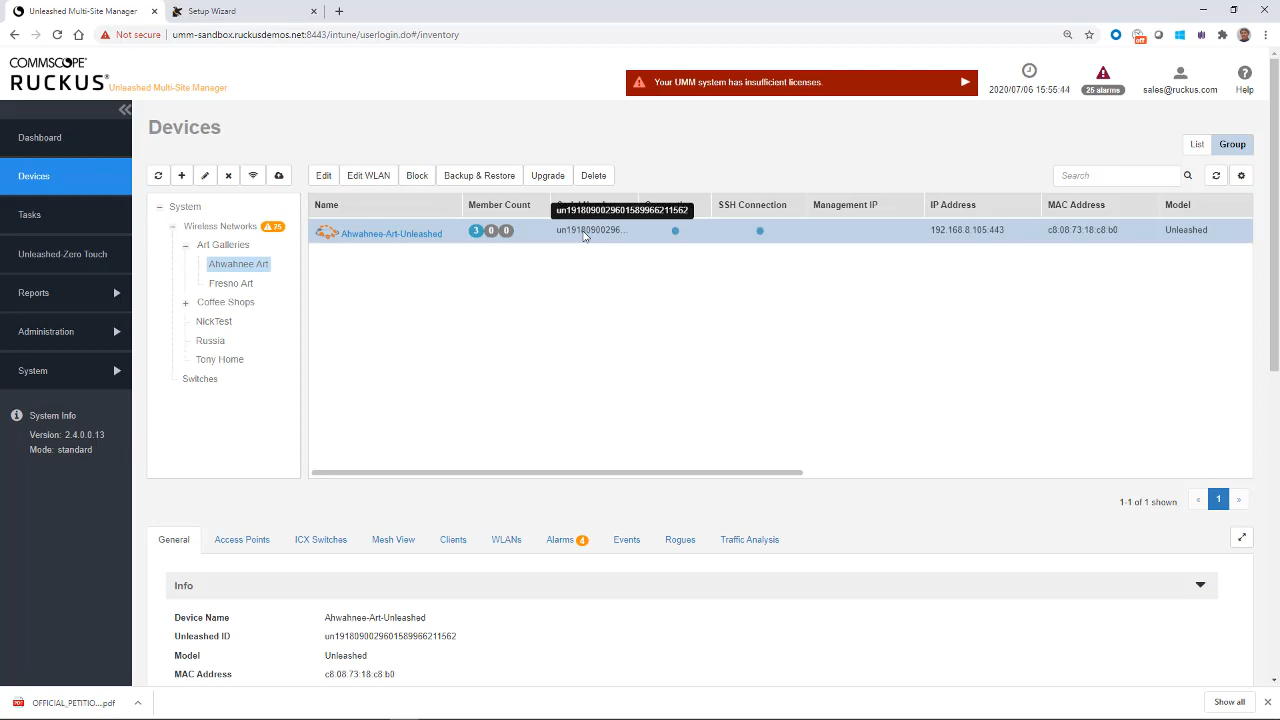 Unleashed Multi-Site Manager
Setup Wizard
Not secure
umm-sandbox.ruckusdemos.net:8443/intune/userlogin.do#/inventory
off
COMMSCOPE
RUCKUS
Unleashed Multi-Site Manager
Your UMM system has insufficient licenses.
2020/07/06 15:55:44
25 alarms
sales@ruckus.com
Help
Dashboard
Devices
Tasks
Unleashed-Zero Touch
Reports
Administration
System
System Info
Version: 2.4.0.0.13
Mode: standard
Devices
List
Group
Edit
Edit WLAN
Block
Backup & Restore
Upgrade
Delete
Search
System
Wireless Networks 25
Art Galleries
Ahwahnee Art
Fresno Art
Coffee Shops
NickTest
Russia
Tony Home
Switches
Name
Member Count
SSH Connection
Management IP
IP Address
MAC Address
Model
un1918090029601589966211562
Ahwahnee-Art-Unleashed
3 0 0
un19180900296...
192.168.8.105:443
c8:08:73:18:c8:b0
Unleashed
1-1 of 1 shown
«
1
»
General
Access Points
ICX Switches
Mesh View
Clients
WLANs
Alarms 4
Events
Rogues
Traffic Analysis
Info
Device Name
Ahwahnee-Art-Unleashed
Unleashed ID
un1918090029601589966211562
Model
Unleashed
MAC Address
c8:08:73:18:c8:b0
OFFICIAL_PETITIO....pdf
Show all